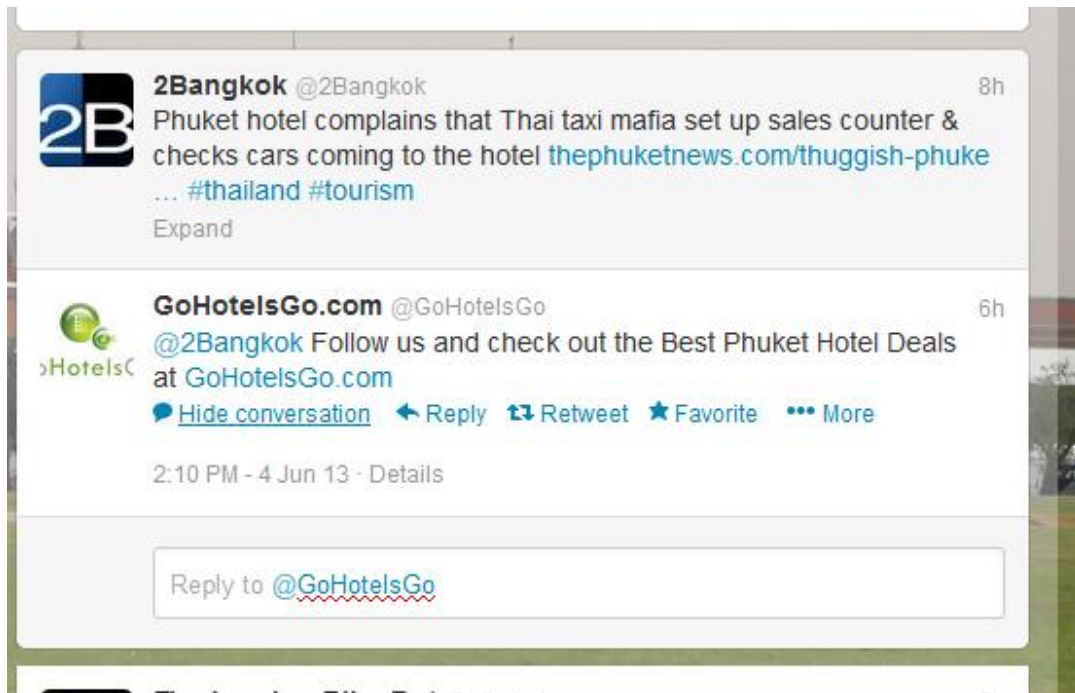 2B
2Bangkok @2Bangkok 8h
Phuket hotel complains that Thai taxi mafia set up sales counter &
checks cars coming to the hotel thephuketnews.com/thuggish-phuke
… #thailand #tourism
Expand
GoHotelsGo.com @GoHotelsGo 6h
@2Bangkok Follow us and check out the Best Phuket Hotel Deals
at GoHotelsGo.com
Hide conversation Reply Retweet Favorite ••• More
2:10 PM - 4 Jun 13 · Details
Reply to @GoHotelsGo